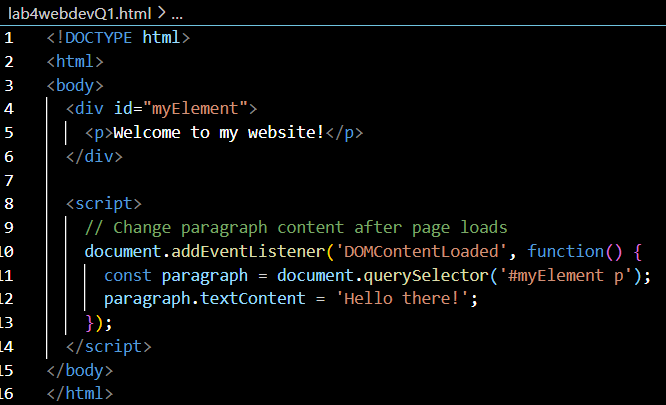 lab4webdevQ1.html > ...
1 <!DOCTYPE html>
2 <html>
3 <body>
4   <div id="myElement">
5     <p>Welcome to my website!</p>
6   </div>
7
8   <script>
9     // Change paragraph content after page loads
10     document.addEventListener('DOMContentLoaded', function() {
11       const paragraph = document.querySelector('#myElement p');
12       paragraph.textContent = 'Hello there!';
13     });
14   </script>
15 </body>
16 </html>